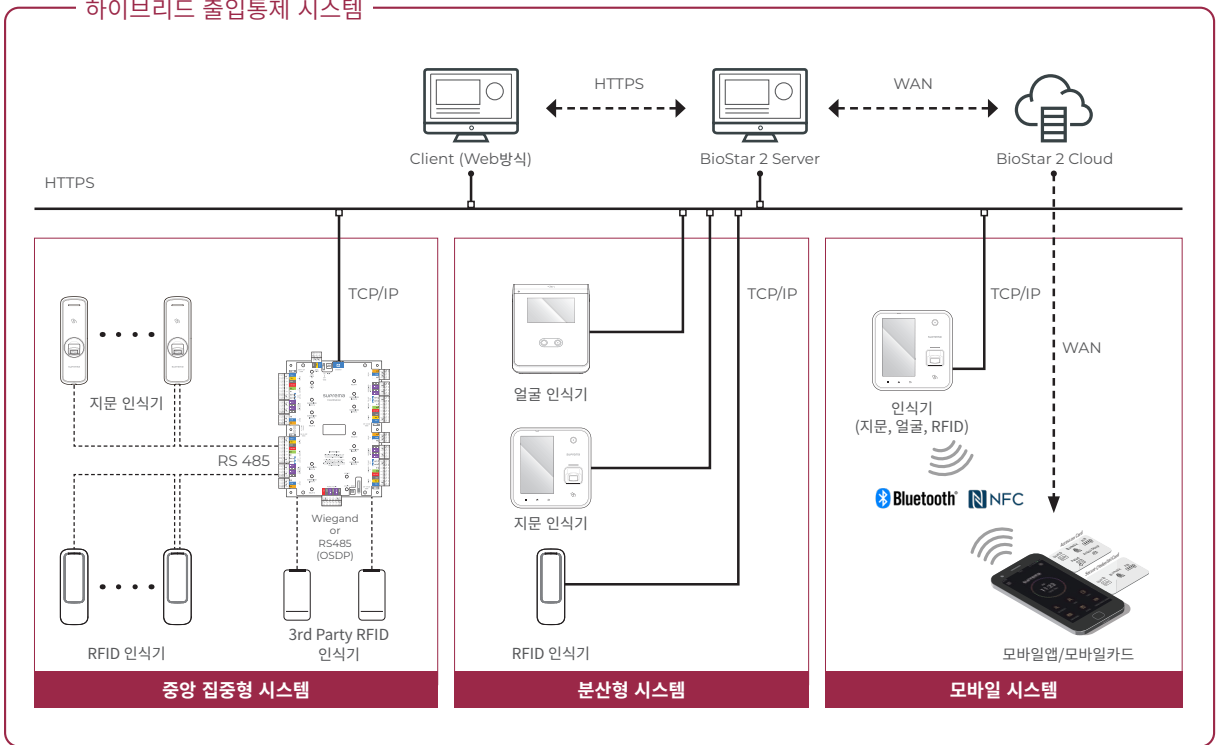 하이브리드 출입통제 시스템
HTTPS
WAN
Client (Web방식)
BioStar 2 Server
BioStar 2 Cloud
HTTPS
TCP/IP
TCP/IP
TCP/IP
WAN
지문 인식기
suprema
RS 485
Wiegand
or
RS485
(OSDP)
RFID 인식기
3rd Party RFID
인식기
중앙 집중형 시스템
얼굴 인식기
지문 인식기
RFID 인식기
분산형 시스템
인식기
(지문, 얼굴, RFID)
Bluetooth
NFC
모바일앱/모바일카드
모바일 시스템